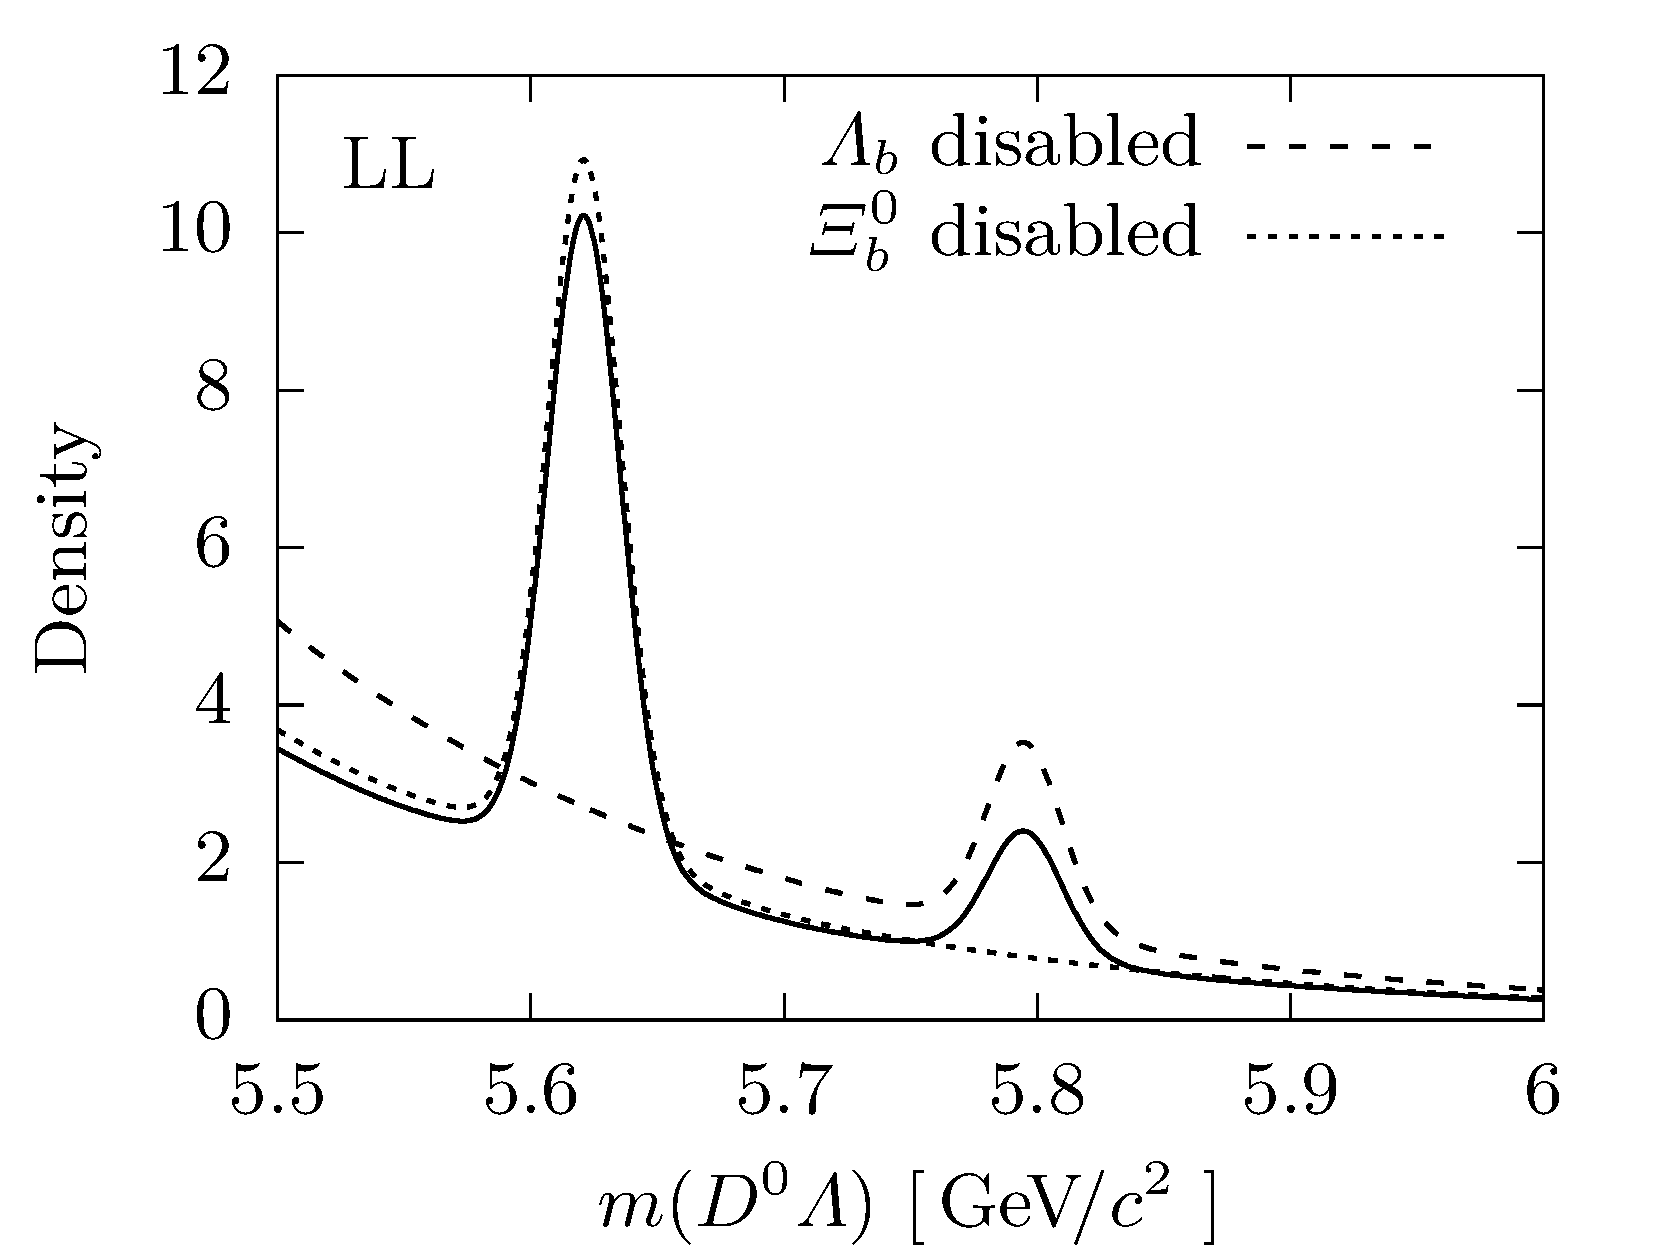 12
10
8
6
4
2
0
Density
LL
Λb disabled
Ξb0 disabled
5.5 5.6 5.7 5.8 5.9 6
m(D0Λ) [ GeV/c2 ]